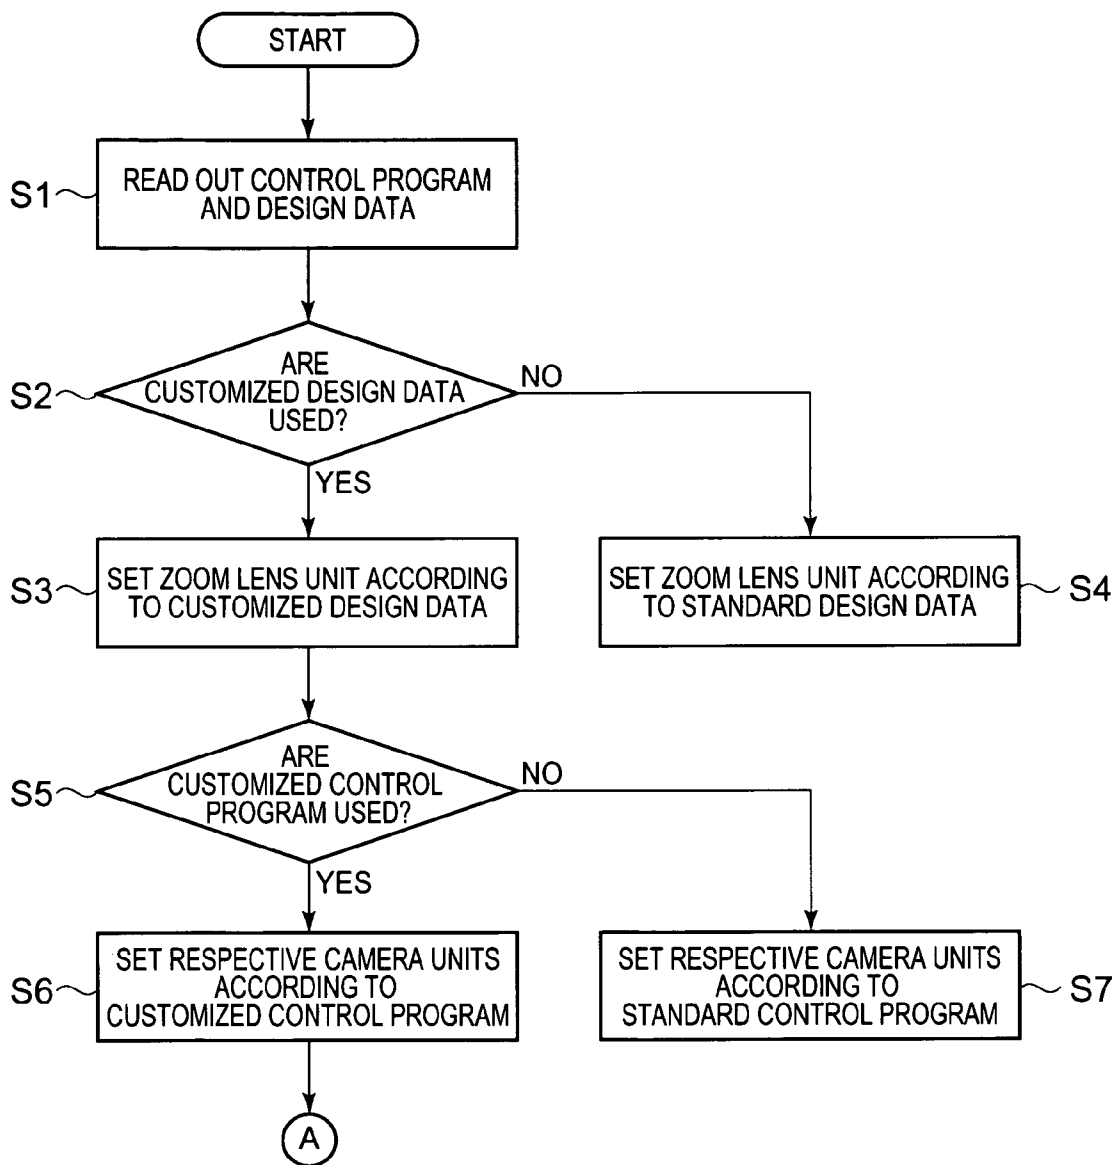 START
S1
READ OUT CONTROL PROGRAM
AND DESIGN DATA
S2
ARE
CUSTOMIZED DESIGN DATA
USED?
NO
YES
S3
SET ZOOM LENS UNIT ACCORDING
TO CUSTOMIZED DESIGN DATA
SET ZOOM LENS UNIT ACCORDING
TO STANDARD DESIGN DATA
S4
S5
ARE
CUSTOMIZED CONTROL
PROGRAM USED?
NO
YES
S6
SET RESPECTIVE CAMERA UNITS
ACCORDING TO
CUSTOMIZED CONTROL PROGRAM
SET RESPECTIVE CAMERA UNITS
ACCORDING TO
STANDARD CONTROL PROGRAM
S7
A